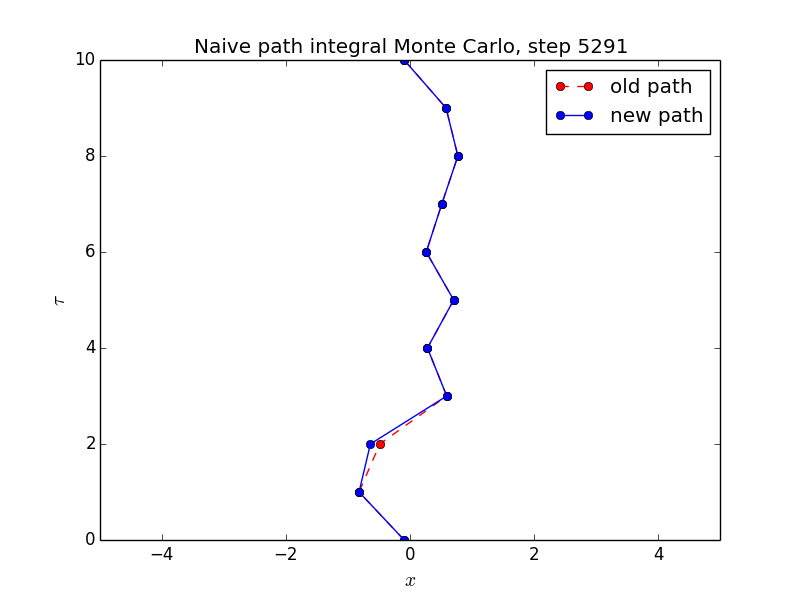 Naive path integral Monte Carlo, step 5291
old path
new path
10
8
6
4
2
0
τ
−4 −2 0 2 4
x